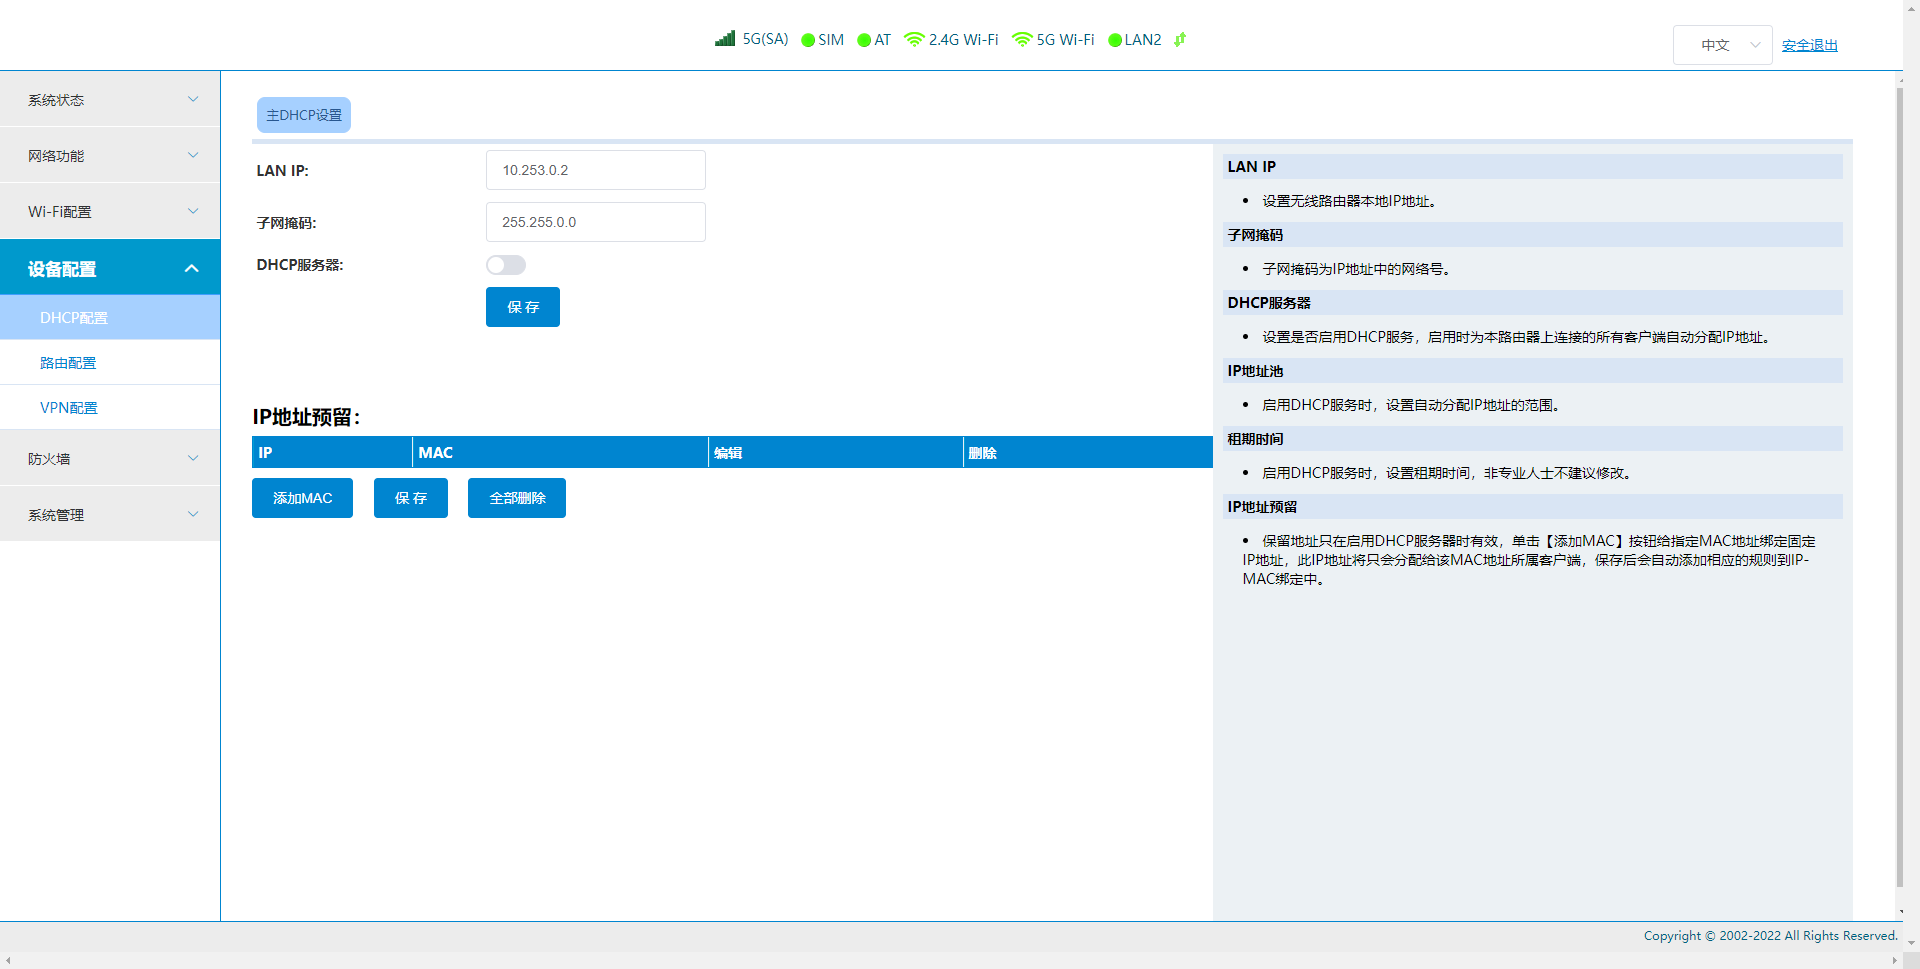 5G(SA) SIM AT 2.4G Wi-Fi 5G Wi-Fi LAN2
中文 安全退出
系统状态
网络功能
Wi-Fi配置
设备配置
DHCP配置
路由配置
VPN配置
防火墙
系统管理
主DHCP设置
LAN IP: 10.253.0.2
子网掩码: 255.255.0.0
DHCP服务器:
保存
IP地址预留：
IP MAC 编辑 删除
添加MAC 保存 全部删除
LAN IP
• 设置无线路由器本地IP地址。
子网掩码
• 子网掩码为IP地址中的网络号。
DHCP服务器
• 设置是否启用DHCP服务，启用时为本路由器上连接的所有客户端自动分配IP地址。
IP地址池
• 启用DHCP服务时，设置自动分配IP地址的范围。
租期时间
• 启用DHCP服务时，设置租期时间，非专业人士不建议修改。
IP地址预留
• 保留地址只在启用DHCP服务器时有效，单击【添加MAC】按钮给指定MAC地址绑定固定
IP地址，此IP地址将只会分配给该MAC地址所属客户端，保存后会自动添加相应的规则到IP-
MAC绑定中。
Copyright © 2002-2022 All Rights Reserved.